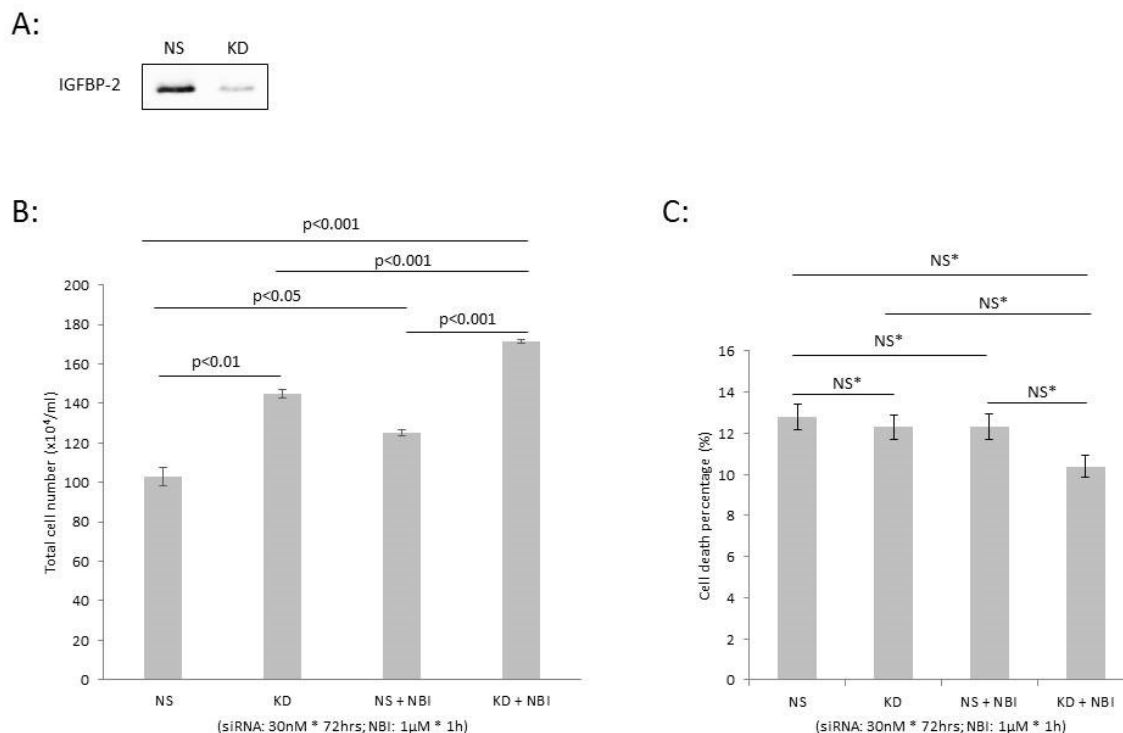 A:
NS KD
IGFBP-2
B:
p<0.001
p<0.001
p<0.05
p<0.001
p<0.01
200
180
160
140
120
100
80
60
40
20
0
Total cell number (x10⁴/ml)
NS KD NS + NBI KD + NBI
(siRNA: 30nM * 72hrs; NBI: 1µM * 1h)
C:
NS*
NS*
NS*
NS*
NS*
16
14
12
10
8
6
4
2
0
Cell death percentage (%)
NS KD NS + NBI KD + NBI
(siRNA: 30nM * 72hrs; NBI: 1µM * 1h)